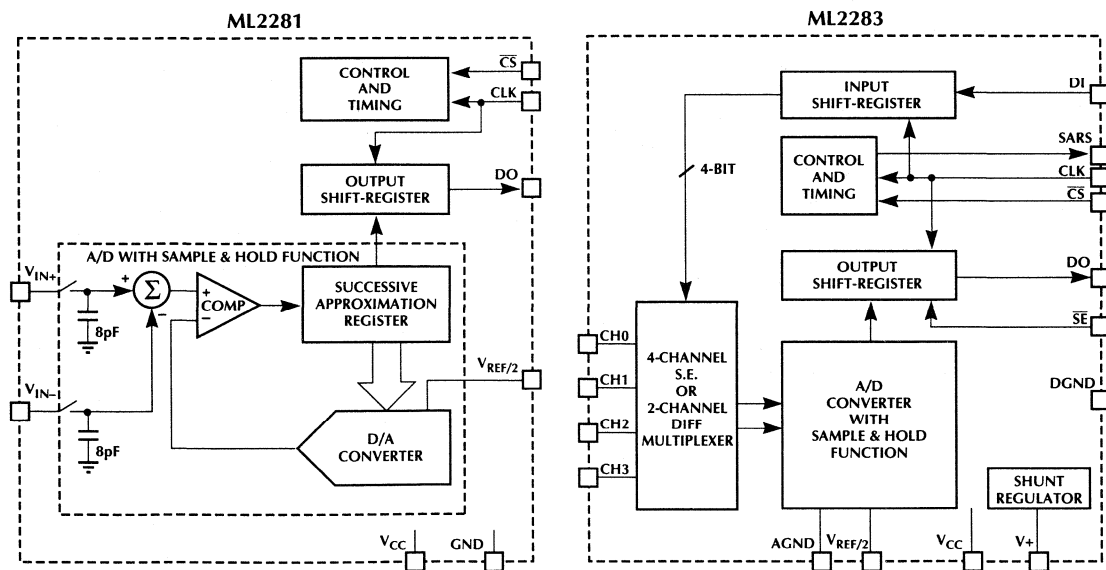 ML2281
CONTROL
AND
TIMING
CS
CLK
OUTPUT
SHIFT-REGISTER
DO
A/D WITH SAMPLE & HOLD FUNCTION
VIN+
+
Σ
−
8pF
+
COMP
−
SUCCESSIVE
APPROXIMATION
REGISTER
VREF/2
VIN−
8pF
D/A
CONVERTER
VCC
GND
ML2283
INPUT
SHIFT-REGISTER
DI
4-BIT
CONTROL
AND
TIMING
SARS
CLK
CS
OUTPUT
SHIFT-REGISTER
DO
SE
CH0
CH1
CH2
CH3
4-CHANNEL
S.E.
OR
2-CHANNEL
DIFF
MULTIPLEXER
A/D
CONVERTER
WITH
SAMPLE & HOLD
FUNCTION
DGND
SHUNT
REGULATOR
AGND
VREF/2
VCC
V+